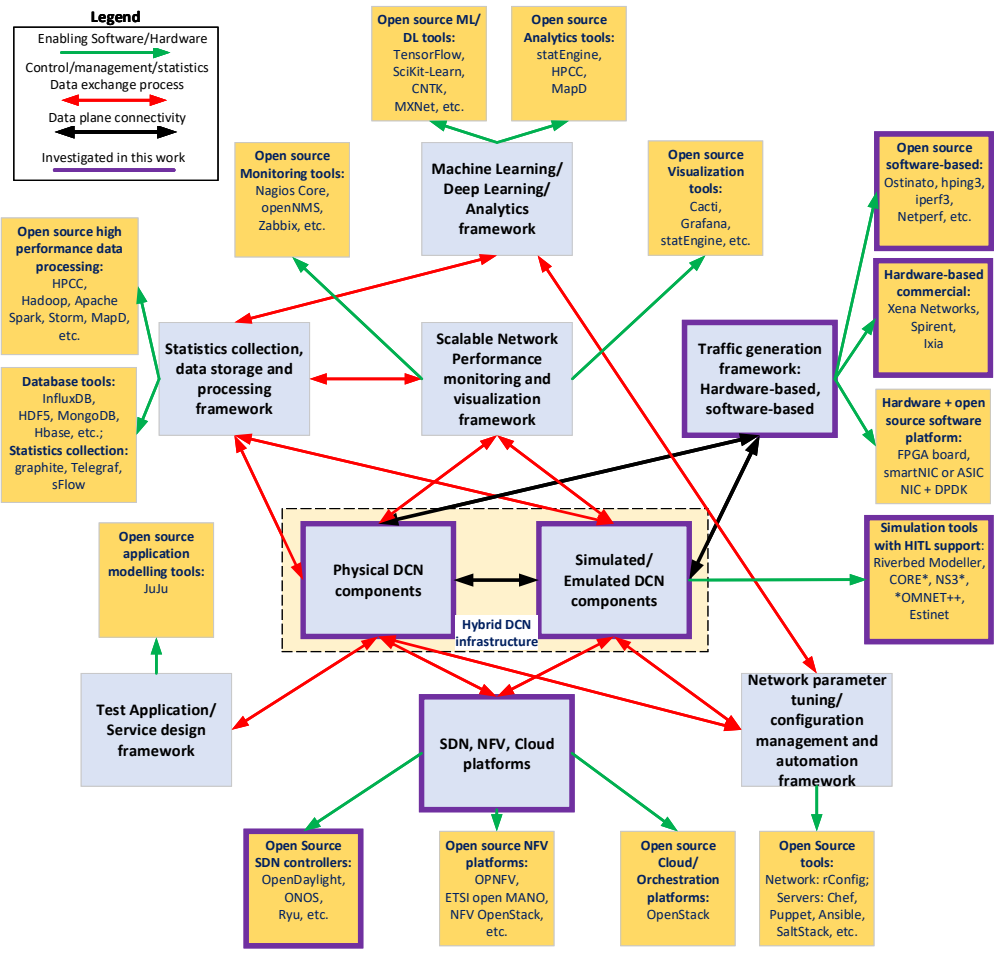 Legend
Enabling Software/Hardware
Control/management/statistics
Data exchange process
Data plane connectivity
Investigated in this work
Open source ML/
DL tools:
TensorFlow,
SciKit-Learn,
CNTK,
MXNet, etc.
Open source
Analytics tools:
statEngine,
HPCC,
MapD
Open source
Monitoring tools:
Nagios Core,
openNMS,
Zabbix, etc.
Machine Learning/
Deep Learning/
Analytics
framework
Open source
Visualization
tools:
Cacti,
Grafana,
statEngine, etc.
Open source
software-based:
Ostinato, hping3,
iperf3,
Netperf, etc.
Open source high
performance data
processing:
HPCC,
Hadoop, Apache
Spark, Storm, MapD,
etc.
Hardware-based
commercial:
Xena Networks,
Spirent,
Ixia
Statistics collection,
data storage and
processing
framework
Scalable Network
Performance
monitoring and
visualization
framework
Traffic generation
framework:
Hardware-based,
software-based
Database tools:
InfluxDB,
HDF5, MongoDB,
Hbase, etc.;
Statistics collection:
graphite, Telegraf,
sFlow
Hardware + open
source software
platform:
FPGA board,
smartNIC or ASIC
NIC + DPDK
Open source
application
modelling tools:
JuJu
Physical DCN
components
Simulated/
Emulated DCN
components
Hybrid DCN
infrastructure
Simulation tools
with HITL support:
Riverbed Modeller,
CORE*, NS3*,
*OMNET++,
Estinet
Test Application/
Service design
framework
SDN, NFV, Cloud
platforms
Network parameter
tuning/
configuration
management and
automation
framework
Open Source
SDN controllers:
OpenDaylight,
ONOS,
Ryu, etc.
Open source NFV
platforms:
OPNFV,
ETSI open MANO,
NFV OpenStack,
etc.
Open source
Cloud/
Orchestration
platforms:
OpenStack
Open Source
tools:
Network: rConfig;
Servers: Chef,
Puppet, Ansible,
SaltStack, etc.